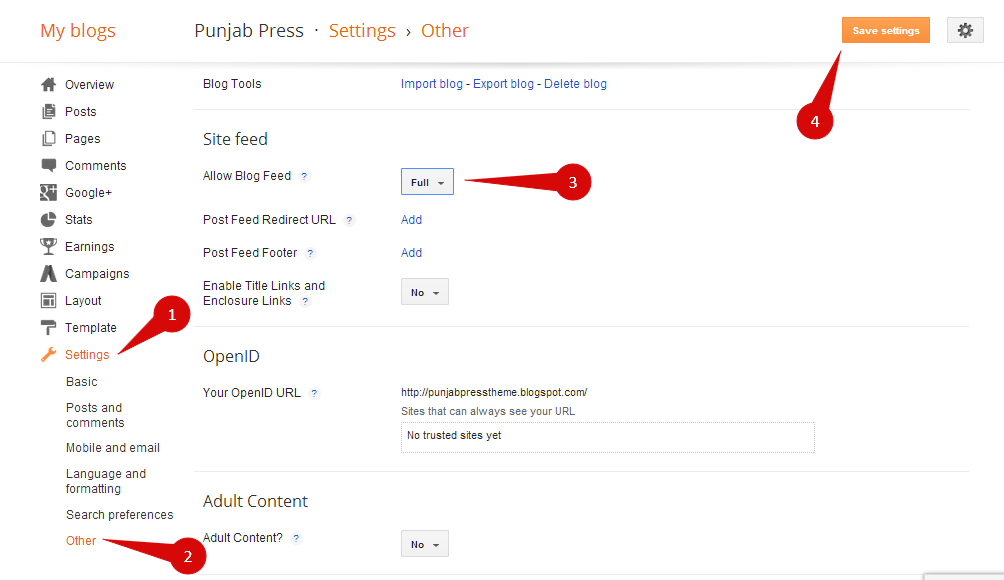 My blogs
Punjab Press · Settings › Other
Save settings
4
Overview
Posts
Pages
Comments
Google+
Stats
Earnings
Campaigns
Layout
Template
1
Settings
Basic
Posts and
comments
Mobile and email
Language and
formatting
Search preferences
Other
2
Blog Tools
Import blog - Export blog - Delete blog
Site feed
Allow Blog Feed ?
Full
3
Post Feed Redirect URL ?
Add
Post Feed Footer ?
Add
Enable Title Links and
Enclosure Links ?
No
OpenID
Your OpenID URL ?
http://punjabpresstheme.blogspot.com/
Sites that can always see your URL
No trusted sites yet
Adult Content
Adult Content? ?
No